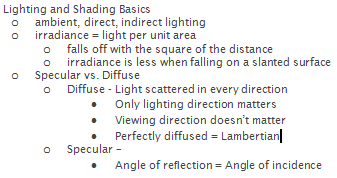 Lighting and Shading Basics
o ambient, direct, indirect lighting
o irradiance = light per unit area
o falls off with the square of the distance
o irradiance is less when falling on a slanted surface
o Specular vs. Diffuse
o Diffuse - Light scattered in every direction
• Only lighting direction matters
• Viewing direction doesn't matter
• Perfectly diffused = Lambertian
o Specular –
• Angle of reflection = Angle of incidence